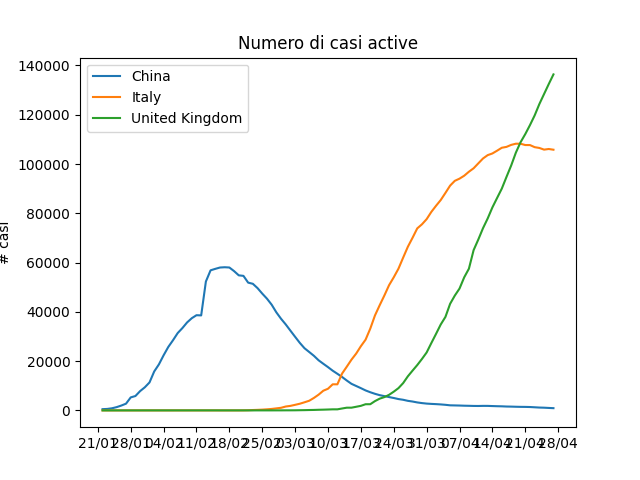 Numero di casi active
China
Italy
United Kingdom
# casi
140000
120000
100000
80000
60000
40000
20000
0
21/01 28/01 04/02 11/02 18/02 25/02 03/03 10/03 17/03 24/03 31/03 07/04 14/04 21/04 28/04